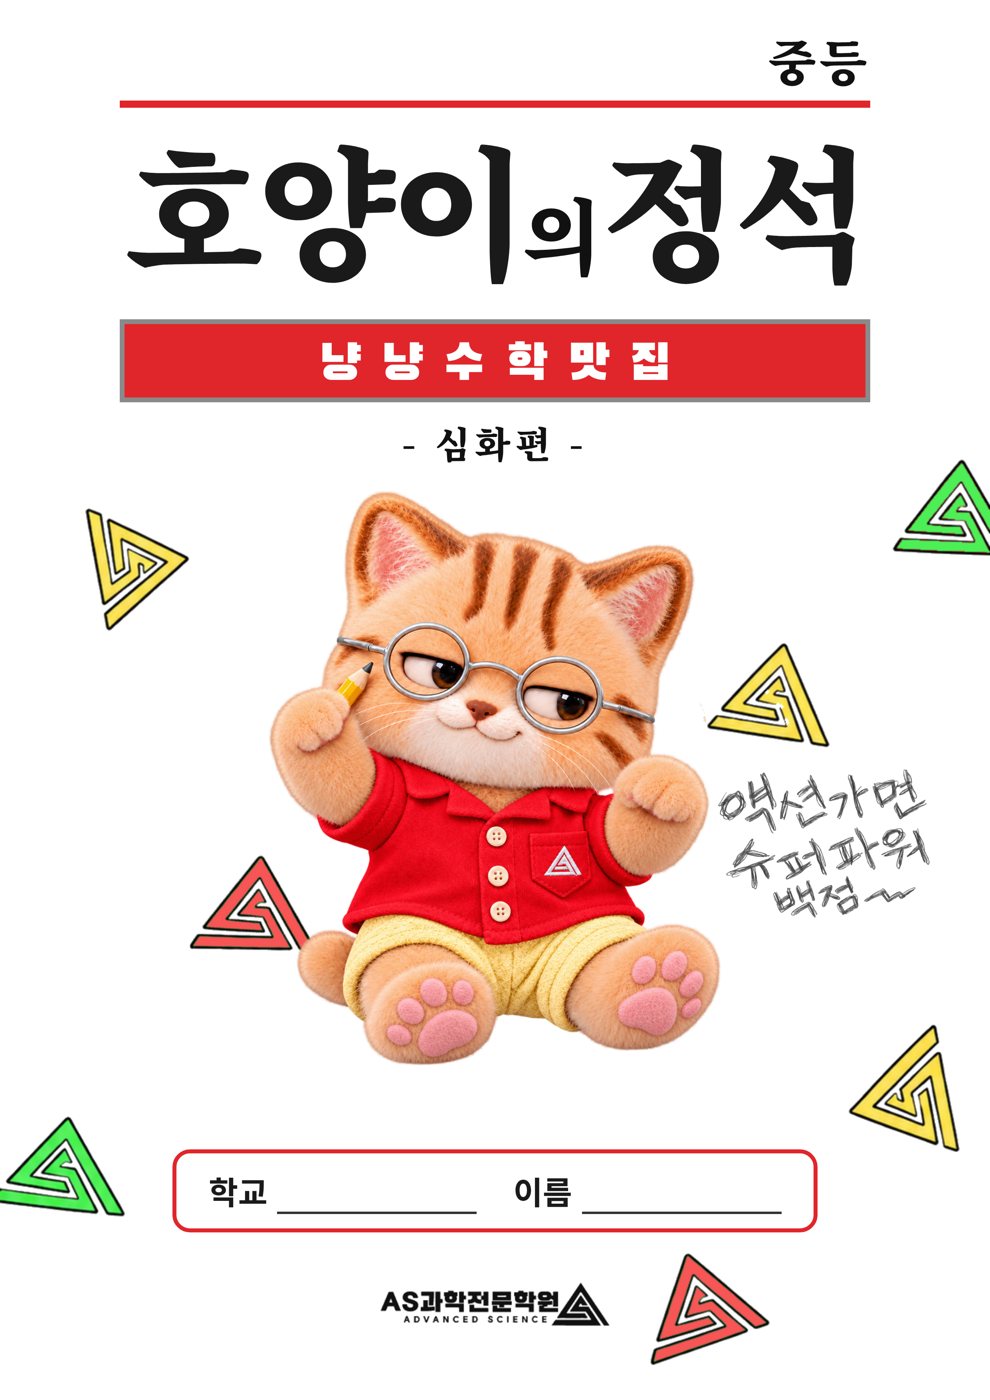 중등
호양이의정석
냥냥수학맛집
- 심화편 -
액션가면
슈퍼파워
백점~
학교 이름
AS과학전문학원
ADVANCED SCIENCE